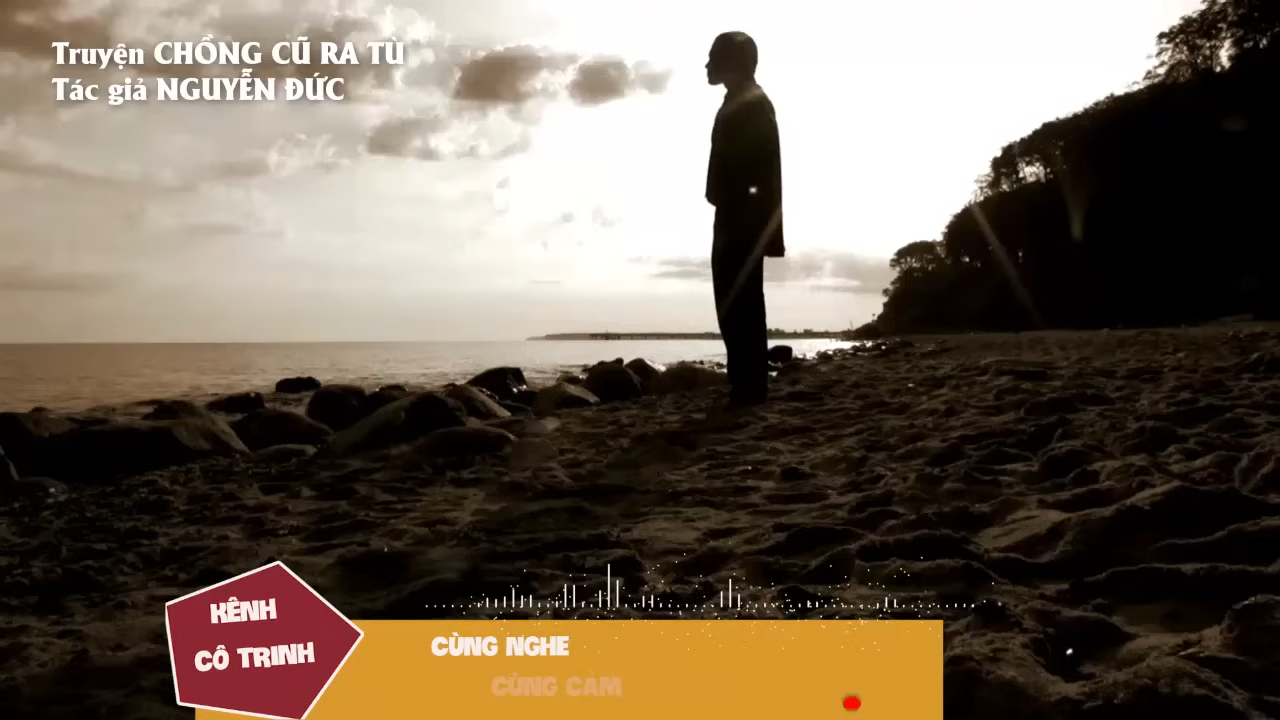 Truyện CHỒNG CŨ RA TÙ
Tác giả NGUYỄN ĐỨC
KÊNH
CÔ TRINH
CÙNG NGHE
CÙNG CẢM